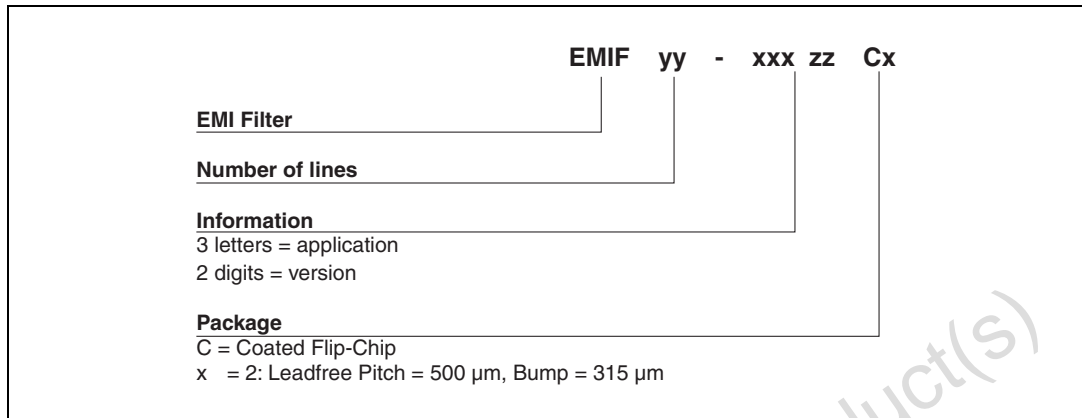 EMIF yy - xxx zz Cx
EMI Filter
Number of lines
Information
3 letters = application
2 digits = version
Package
C = Coated Flip-Chip
x = 2: Leadfree Pitch = 500 µm, Bump = 315 µm